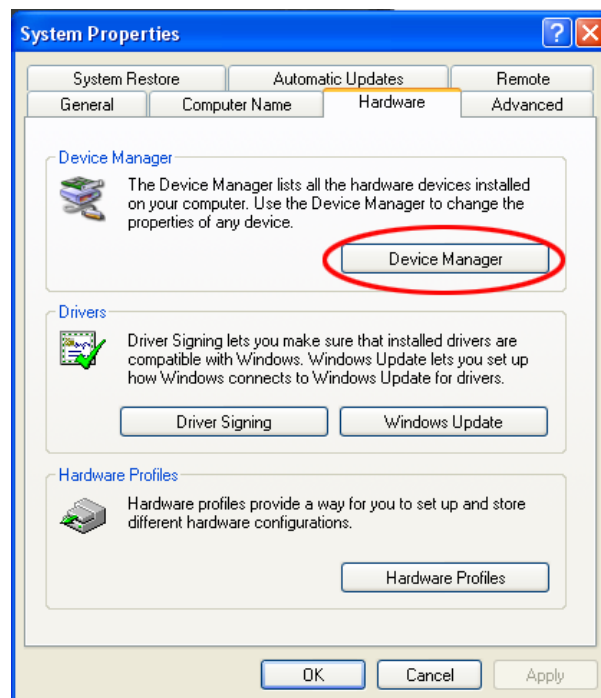 System Properties
?
X
System Restore
Automatic Updates
Remote
General
Computer Name
Hardware
Advanced
Device Manager
The Device Manager lists all the hardware devices installed
on your computer. Use the Device Manager to change the
properties of any device.
Device Manager
Drivers
Driver Signing lets you make sure that installed drivers are
compatible with Windows. Windows Update lets you set up
how Windows connects to Windows Update for drivers.
Driver Signing
Windows Update
Hardware Profiles
Hardware profiles provide a way for you to set up and store
different hardware configurations.
Hardware Profiles
OK
Cancel
Apply